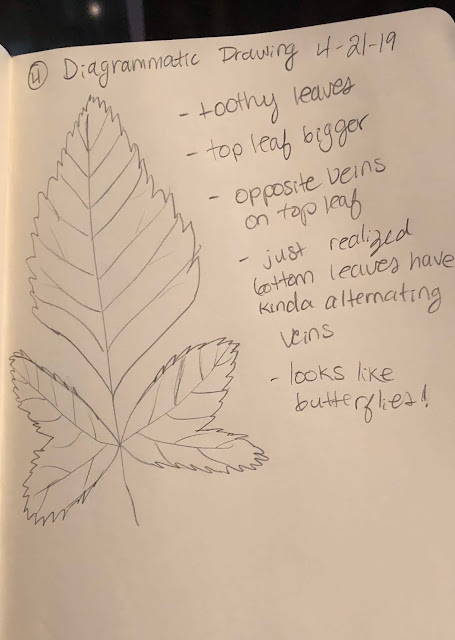 4 Diagrammatic Drawing 4-21-19
- toothy leaves
- top leaf bigger
- opposite veins
on top leaf
- just realized
bottom leaves have
kinda alternating
veins
- looks like
butterflies!